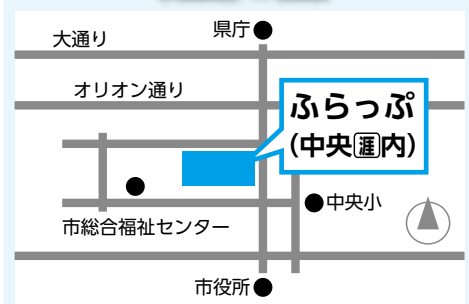 県庁
大通り
オリオン通り
ふらっぷ
(中央涯内)
中央小
市総合福祉センター
市役所